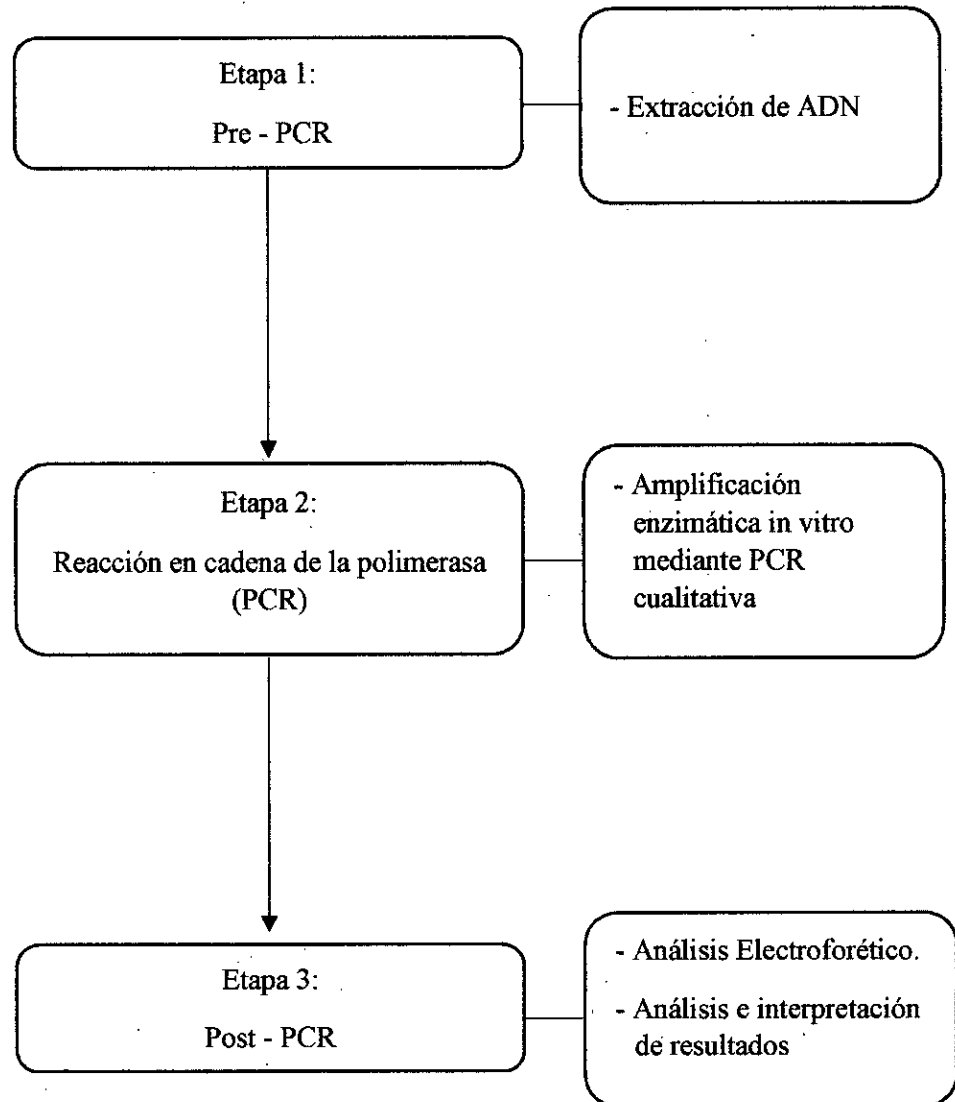 Etapa 1:
Pre - PCR
- Extracción de ADN
Etapa 2:
Reacción en cadena de la polimerasa
(PCR)
- Amplificación
enzimática in vitro
mediante PCR
cualitativa
Etapa 3:
Post - PCR
- Análisis Electroforético.
- Análisis e interpretación
de resultados